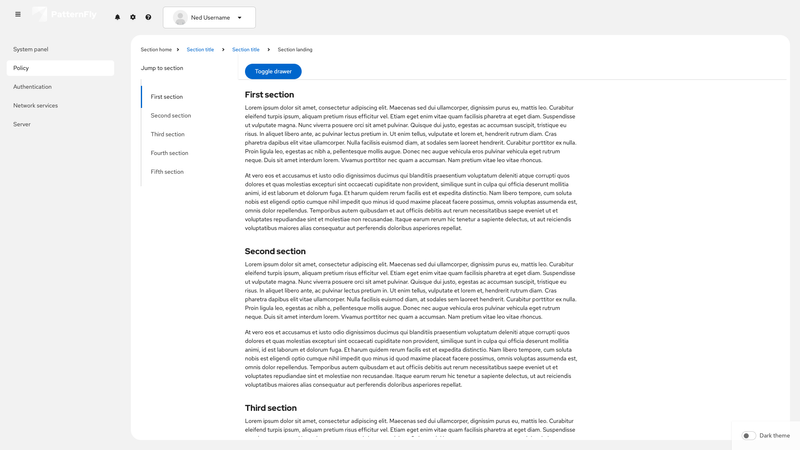 PatternFly
Ned Username
System panel
Policy
Authentication
Network services
Server
Section home
Section title
Section title
Section landing
Jump to section
First section
Second section
Third section
Fourth section
Fifth section
Toggle drawer
First section
Lorem ipsum dolor sit amet, consectetur adipiscing elit. Maecenas sed dui ullamcorper, dignissim purus eu, mattis leo. Curabitur
eleifend turpis ipsum, aliquam pretium risus efficitur vel. Etiam eget enim vitae quam facilisis pharetra at eget diam. Suspendisse
ut vulputate magna. Nunc viverra posuere orci sit amet pulvinar. Quisque dui justo, egestas ac accumsan suscipit, tristique eu
risus. In aliquet libero ante, ac pulvinar lectus pretium in. Ut enim tellus, vulputate et lorem et, hendrerit rutrum diam. Cras
pharetra dapibus elit vitae ullamcorper. Nulla facilisis euismod diam, at sodales sem laoreet hendrerit. Curabitur porttitor ex nulla.
Proin ligula leo, egestas ac nibh a, pellentesque mollis augue. Donec nec augue vehicula eros pulvinar vehicula eget rutrum
neque. Duis sit amet interdum lorem. Vivamus porttitor nec quam a accumsan. Nam pretium vitae leo vitae rhoncus.
At vero eos et accusamus et iusto odio dignissimos ducimus qui blanditiis praesentium voluptatum deleniti atque corrupti quos
dolores et quas molestias excepturi sint occaecati cupiditate non provident, similique sunt in culpa qui officia deserunt mollitia
animi, id est laborum et dolorum fuga. Et harum quidem rerum facilis est et expedita distinctio. Nam libero tempore, cum soluta
nobis est eligendi optio cumque nihil impedit quo minus id quod maxime placeat facere possimus, omnis voluptas assumenda est,
omnis dolor repellendus. Temporibus autem quibusdam et aut officiis debitis aut rerum necessitatibus saepe eveniet ut et
voluptates repudiandae sint et molestiae non recusandae. Itaque earum rerum hic tenetur a sapiente delectus, ut aut reiciendis
voluptatibus maiores alias consequatur aut perferendis doloribus asperiores repellat.
Second section
Lorem ipsum dolor sit amet, consectetur adipiscing elit. Maecenas sed dui ullamcorper, dignissim purus eu, mattis leo. Curabitur
eleifend turpis ipsum, aliquam pretium risus efficitur vel. Etiam eget enim vitae quam facilisis pharetra at eget diam. Suspendisse
ut vulputate magna. Nunc viverra posuere orci sit amet pulvinar. Quisque dui justo, egestas ac accumsan suscipit, tristique eu
risus. In aliquet libero ante, ac pulvinar lectus pretium in. Ut enim tellus, vulputate et lorem et, hendrerit rutrum diam. Cras
pharetra dapibus elit vitae ullamcorper. Nulla facilisis euismod diam, at sodales sem laoreet hendrerit. Curabitur porttitor ex nulla.
Proin ligula leo, egestas ac nibh a, pellentesque mollis augue. Donec nec augue vehicula eros pulvinar vehicula eget rutrum
neque. Duis sit amet interdum lorem. Vivamus porttitor nec quam a accumsan. Nam pretium vitae leo vitae rhoncus.
At vero eos et accusamus et iusto odio dignissimos ducimus qui blanditiis praesentium voluptatum deleniti atque corrupti quos
dolores et quas molestias excepturi sint occaecati cupiditate non provident, similique sunt in culpa qui officia deserunt mollitia
animi, id est laborum et dolorum fuga. Et harum quidem rerum facilis est et expedita distinctio. Nam libero tempore, cum soluta
nobis est eligendi optio cumque nihil impedit quo minus id quod maxime placeat facere possimus, omnis voluptas assumenda est,
omnis dolor repellendus. Temporibus autem quibusdam et aut officiis debitis aut rerum necessitatibus saepe eveniet ut et
voluptates repudiandae sint et molestiae non recusandae. Itaque earum rerum hic tenetur a sapiente delectus, ut aut reiciendis
voluptatibus maiores alias consequatur aut perferendis doloribus asperiores repellat.
Third section
Lorem ipsum dolor sit amet, consectetur adipiscing elit. Maecenas sed dui ullamcorper, dignissim purus eu, mattis leo. Curabitur
eleifend turpis ipsum, aliquam pretium risus efficitur vel. Etiam eget enim vitae quam facilisis pharetra at eget diam. Suspendisse
Dark theme